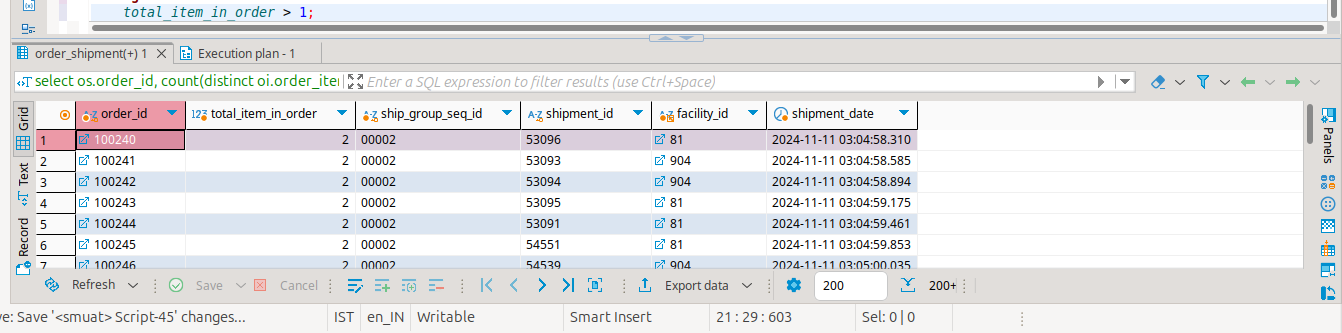 total_item_in_order > 1;
order_shipment(+) 1 Execution plan - 1
select os.order_id, count(distinct oi.order_ite Enter a SQL expression to filter results (use Ctrl+Space)
order_id total_item_in_order ship_group_seq_id shipment_id facility_id shipment_date
1 100240 2 00002 53096 81 2024-11-11 03:04:58.310
2 100241 2 00002 53093 904 2024-11-11 03:04:58.585
3 100242 2 00002 53094 904 2024-11-11 03:04:58.894
4 100243 2 00002 53095 81 2024-11-11 03:04:59.175
5 100244 2 00002 53091 81 2024-11-11 03:04:59.461
6 100245 2 00002 54551 81 2024-11-11 03:04:59.853
7 100246 2 00002 54539 904 2024-11-11 03:05:00.035
Grid
Text
Record
Panels
Refresh Save Cancel Export data 200 200+
e: Save '<smuat> Script-45' changes... IST en_IN Writable Smart Insert 21 : 29 : 603 Sel: 0 | 0